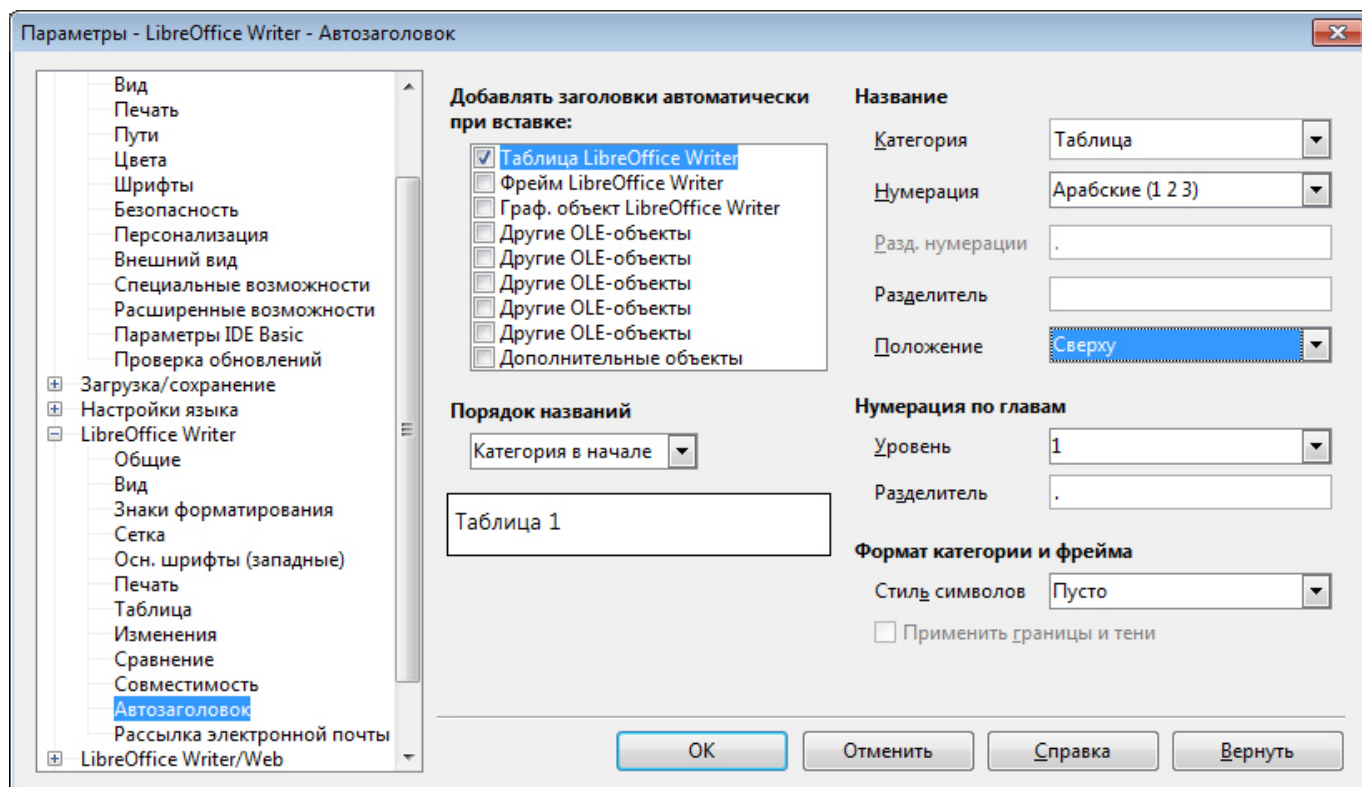 Параметры - LibreOffice Writer - Автозаголовок
Вид
Печать
Пути
Цвета
Шрифты
Безопасность
Персонализация
Внешний вид
Специальные возможности
Расширенные возможности
Параметры IDE Basic
Проверка обновлений
Загрузка/сохранение
Настройки языка
LibreOffice Writer
Общие
Вид
Знаки форматирования
Сетка
Осн. шрифты (западные)
Печать
Таблица
Изменения
Сравнение
Совместимость
Автозаголовок
Рассылка электронной почты
LibreOffice Writer/Web
Добавлять заголовки автоматически
при вставке:
Таблица LibreOffice Writer
Фрейм LibreOffice Writer
Граф. объект LibreOffice Writer
Другие OLE-объекты
Другие OLE-объекты
Другие OLE-объекты
Другие OLE-объекты
Другие OLE-объекты
Дополнительные объекты
Порядок названий
Категория в начале
Таблица 1
Название
Категория Таблица
Нумерация Арабские (1 2 3)
Разд. нумерации .
Разделитель
Положение Сверху
Нумерация по главам
Уровень 1
Разделитель .
Формат категории и фрейма
Стиль символов Пусто
Применить границы и тени
OK Отменить Справка Вернуть